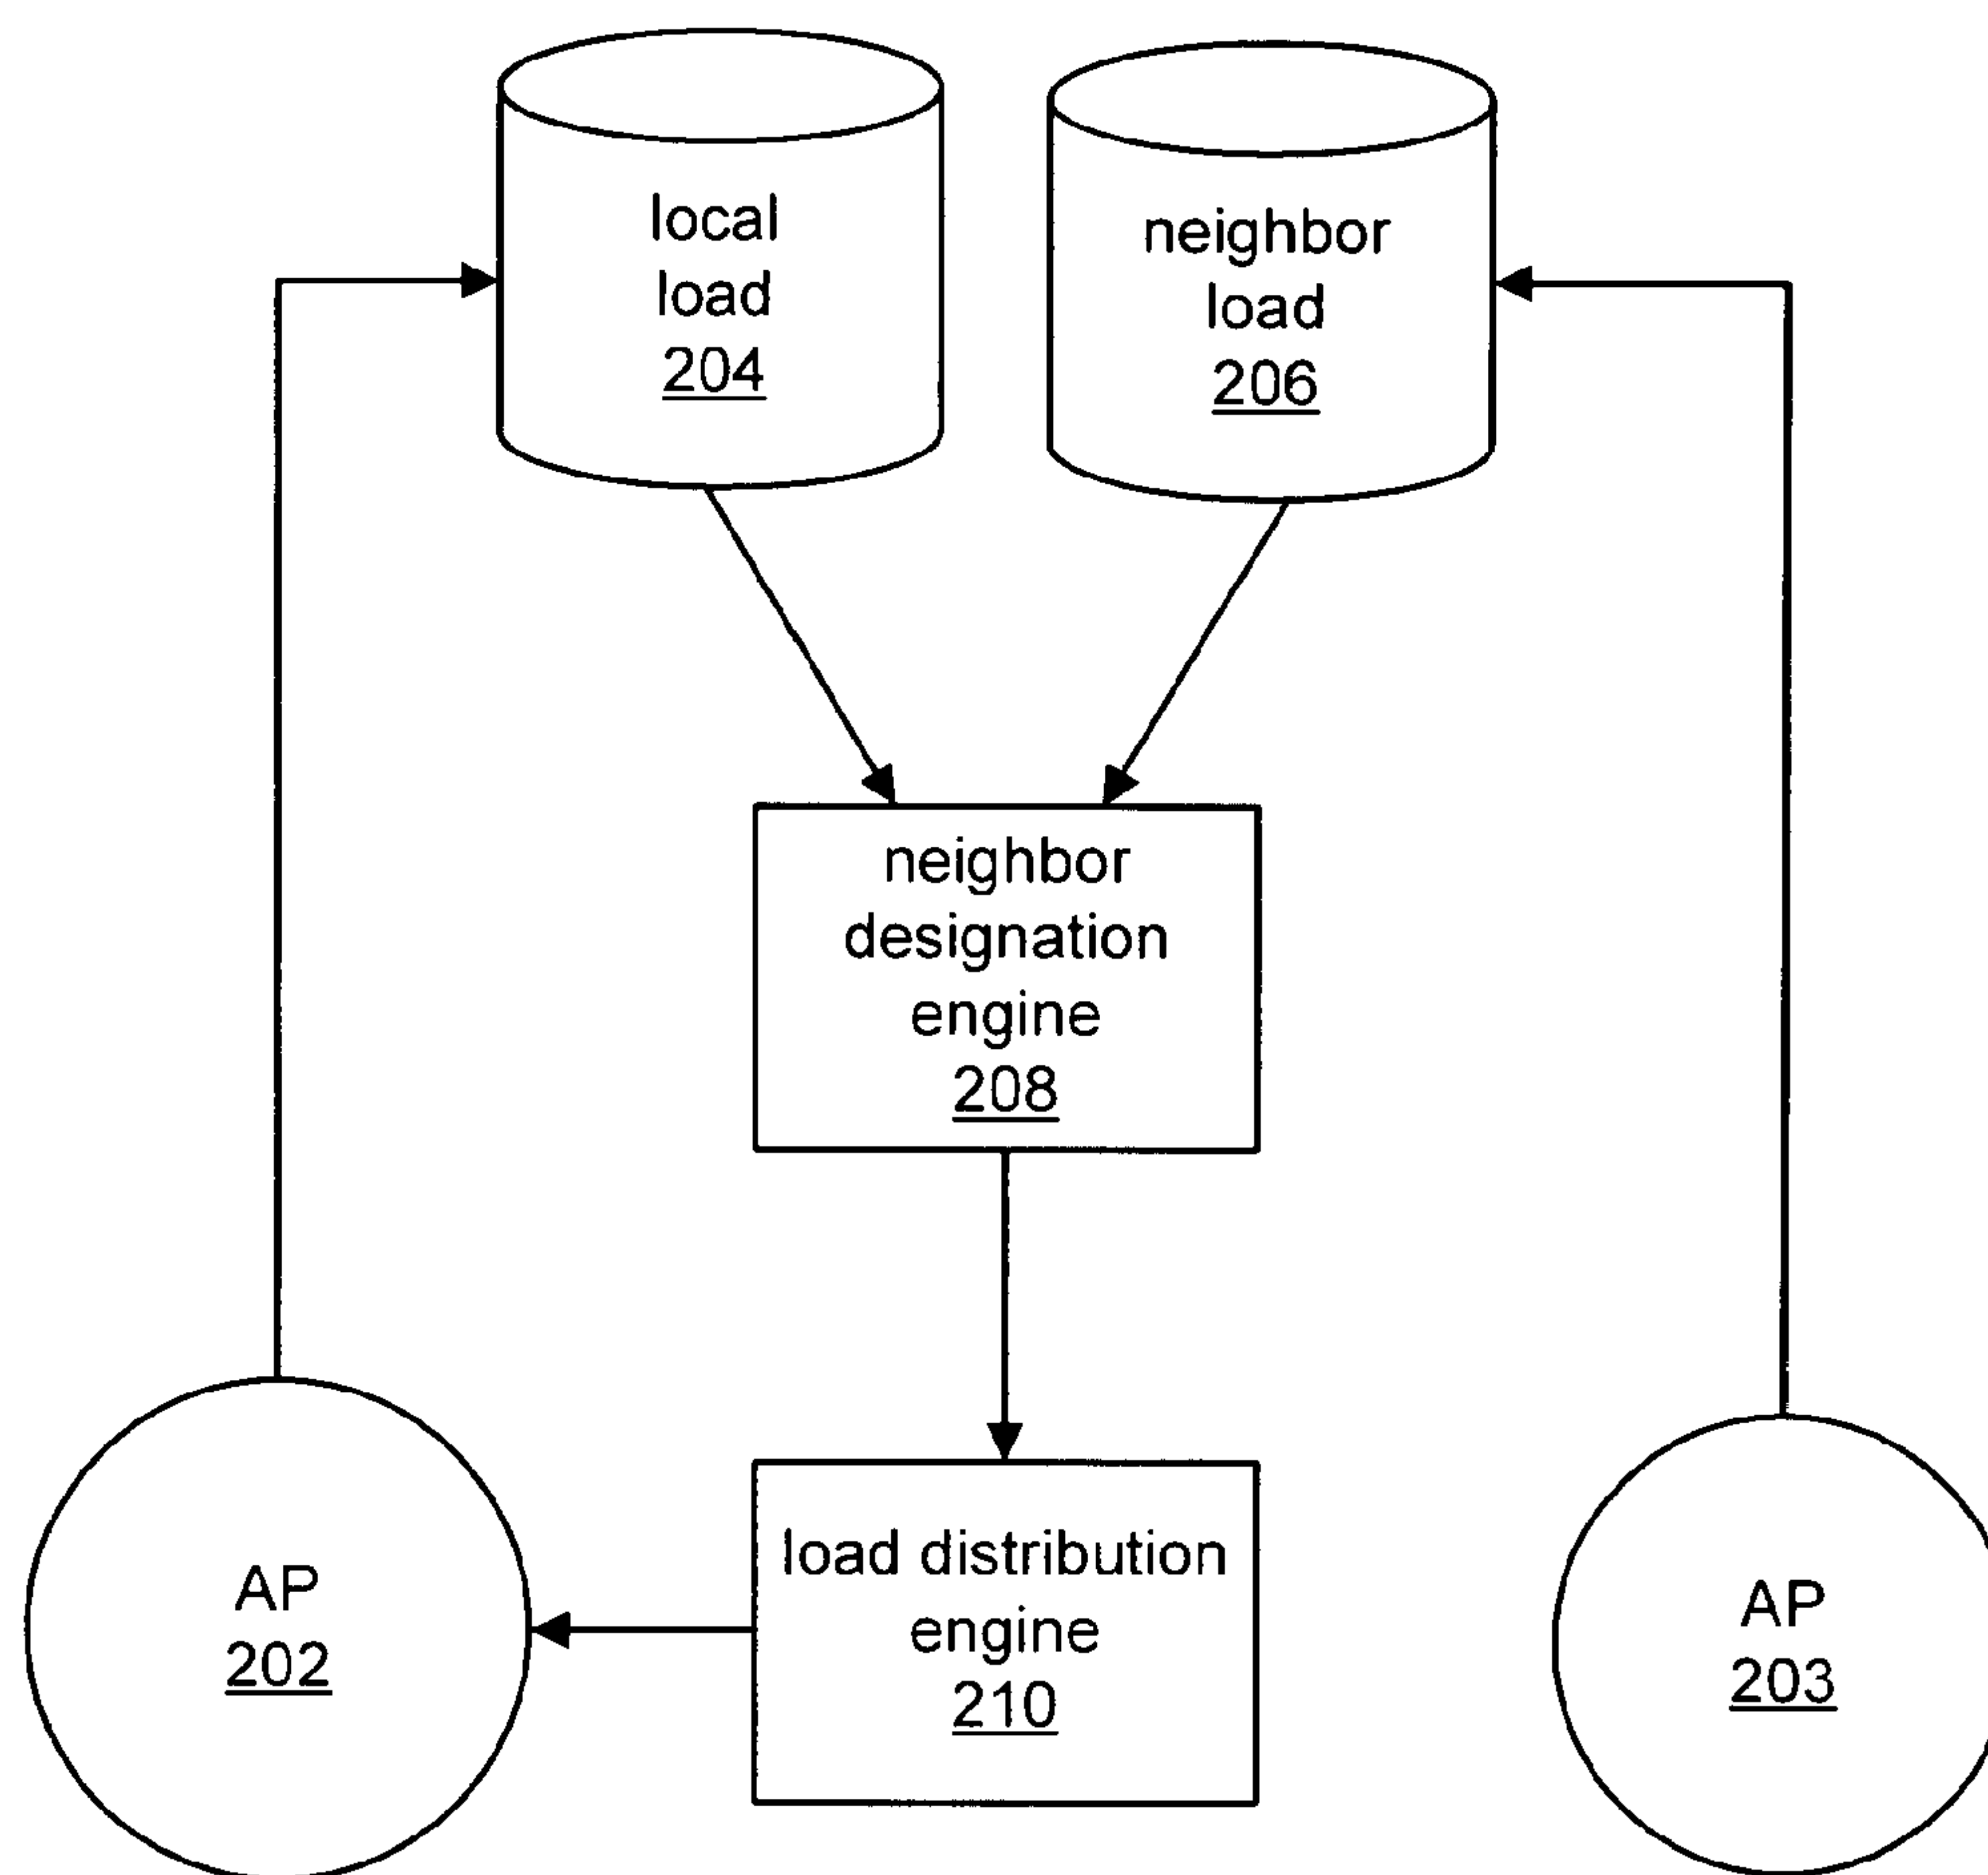 local
load
204
neighbor
load
206
neighbor
designation
engine
208
load distribution
engine
210
AP
202
AP
203